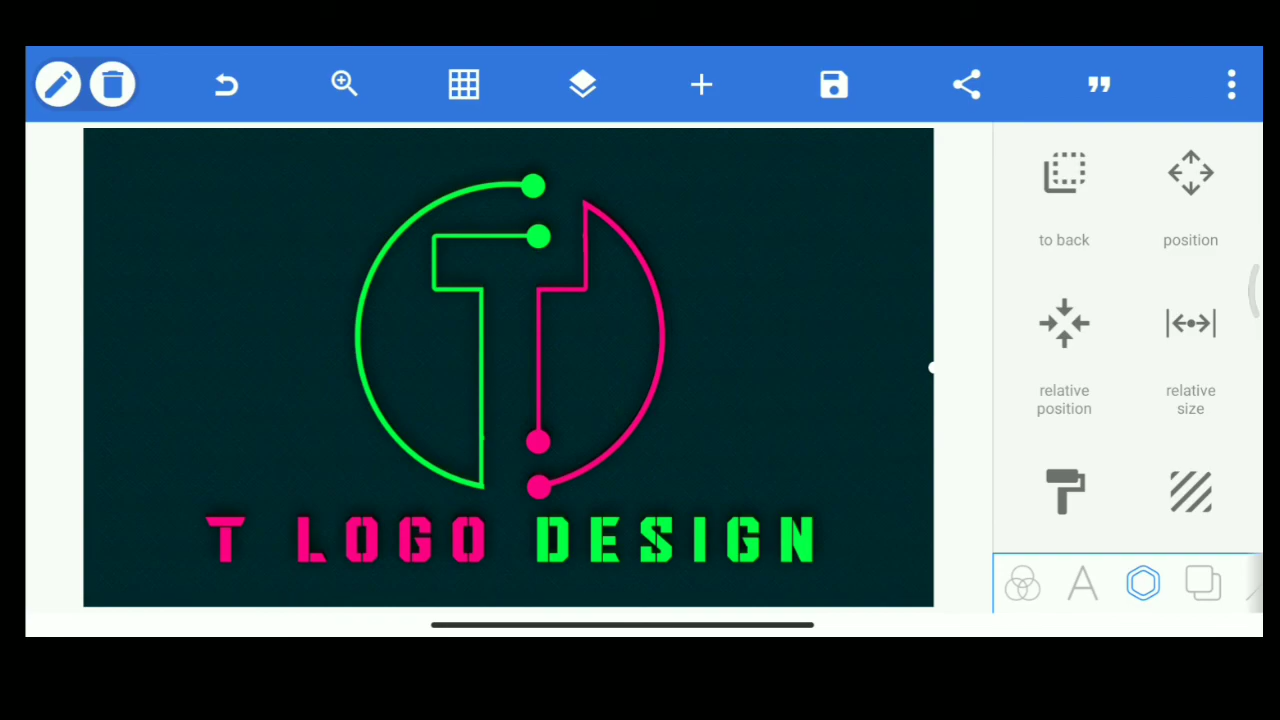 to back
position
relative
position
relative
size
T LOGO DESIGN